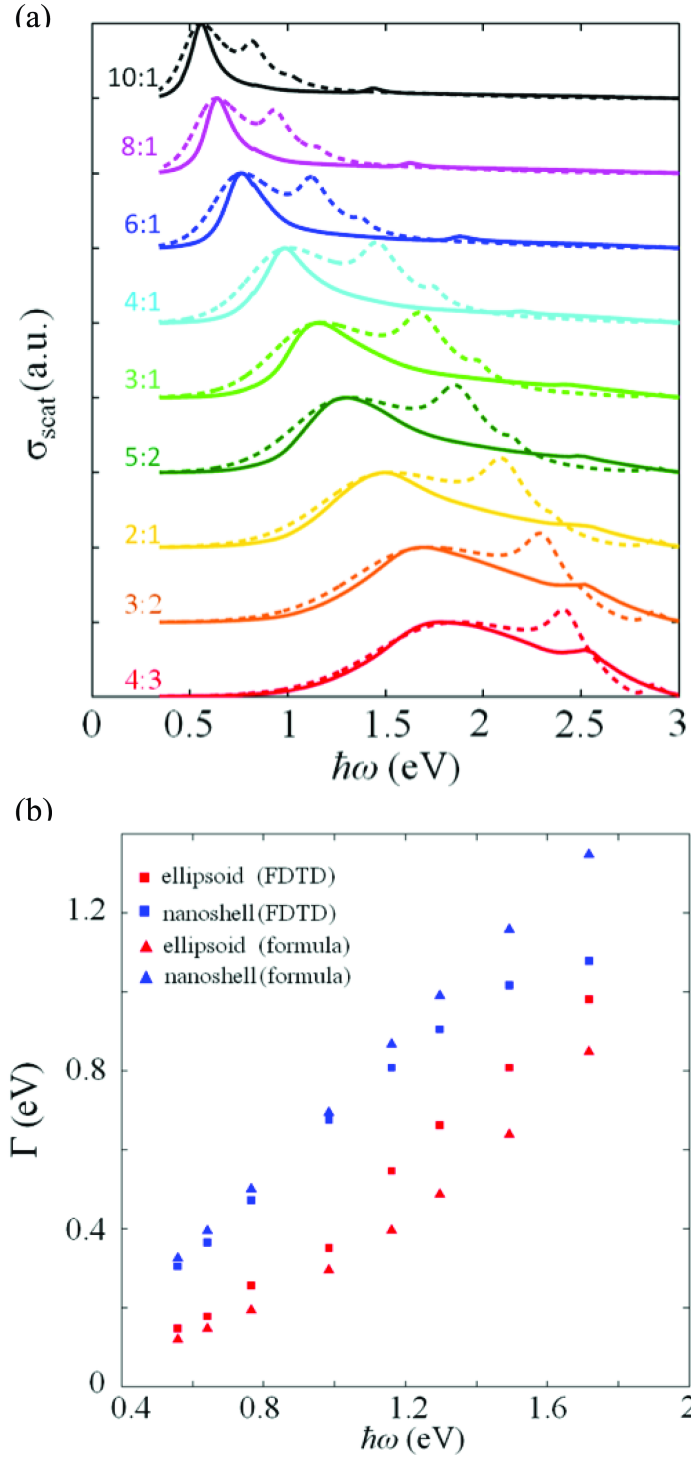 (a)
10:1
8:1
6:1
4:1
3:1
5:2
2:1
3:2
4:3
σscat (a.u.)
0 0.5 1 1.5 2 2.5 3
ħω (eV)
(b)
ellipsoid (FDTD)
nanoshell (FDTD)
ellipsoid (formula)
nanoshell (formula)
1.2
0.8
0.4
0
Γ (eV)
0.4 0.8 1.2 1.6 2
ħω (eV)